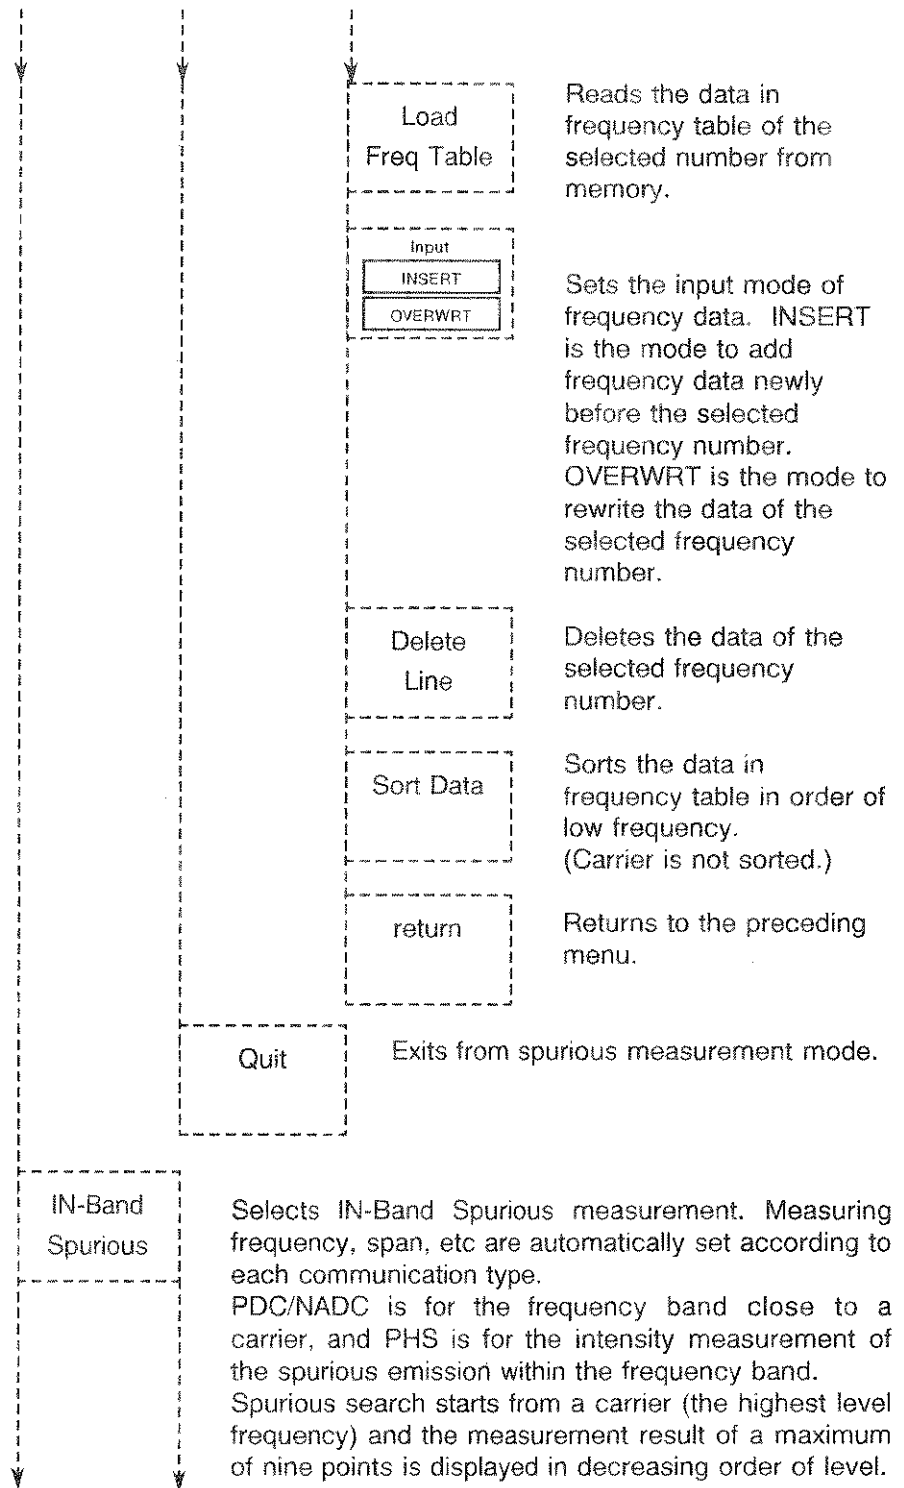 Load
Freq Table
Reads the data in
frequency table of the
selected number from
memory.
Input
INSERT
OVERWRT
Sets the input mode of
frequency data. INSERT
is the mode to add
frequency data newly
before the selected
frequency number.
OVERWRT is the mode to
rewrite the data of the
selected frequency
number.
Delete
Line
Deletes the data of the
selected frequency
number.
Sort Data
Sorts the data in
frequency table in order of
low frequency.
(Carrier is not sorted.)
return
Returns to the preceding
menu.
Quit
Exits from spurious measurement mode.
IN-Band
Spurious
Selects IN-Band Spurious measurement. Measuring
frequency, span, etc are automatically set according to
each communication type.
PDC/NADC is for the frequency band close to a
carrier, and PHS is for the intensity measurement of
the spurious emission within the frequency band.
Spurious search starts from a carrier (the highest level
frequency) and the measurement result of a maximum
of nine points is displayed in decreasing order of level.